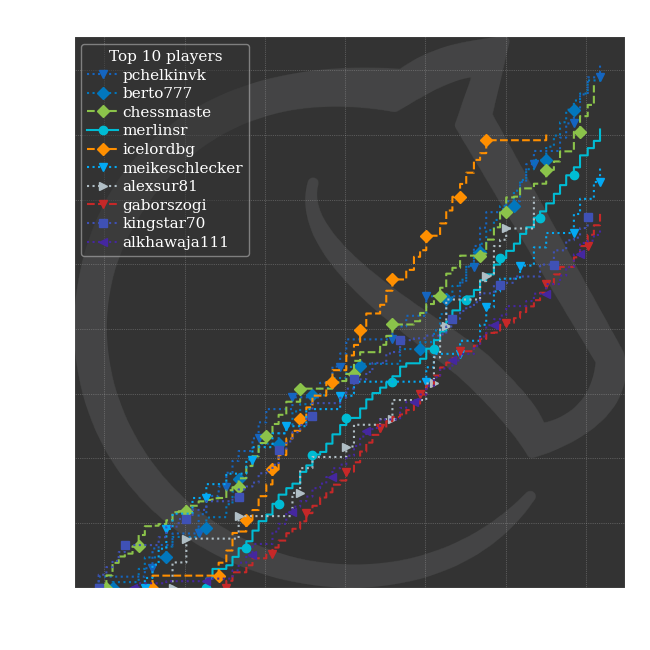 Top 10 players
pchelkinvk
berto777
chessmaste
merlinsr
icelordbg
meikeschlecker
alexsur81
gaborszogi
kingstar70
alkhawaja111